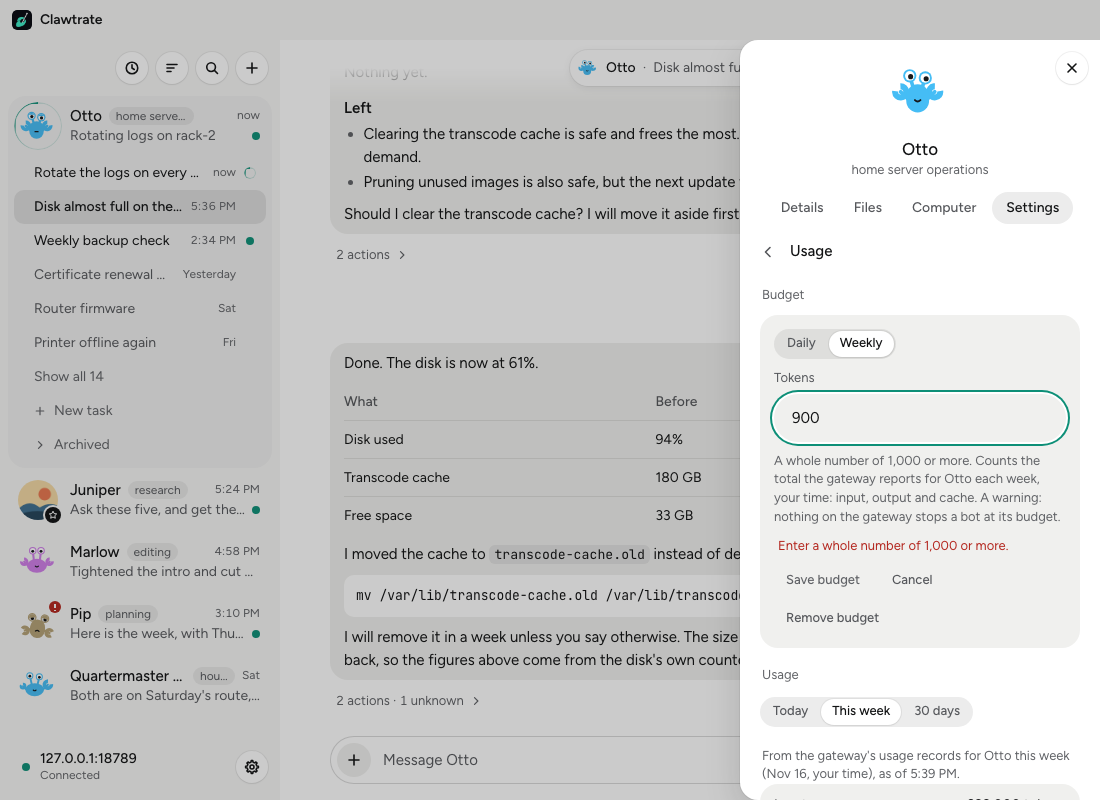 Clawtrate
Otto home serve... now
Rotating logs on rack-2
Rotate the logs on every ... now
Disk almost full on the... 5:36 PM
Weekly backup check 2:34 PM
Certificate renewal ... Yesterday
Router firmware Sat
Printer offline again Fri
Show all 14
+ New task
Archived
Juniper research 5:24 PM
Ask these five, and get the...
Marlow editing 4:58 PM
Tightened the intro and cut ...
Pip planning 3:10 PM
Here is the week, with Thu...
Quartermaster ... hou... Sat
Both are on Saturday's route,...
127.0.0.1:18789
Connected
Otto · Disk almost fu
Nothing yet.
Left
• Clearing the transcode cache is safe and frees the most.
demand.
• Pruning unused images is also safe, but the next update
Should I clear the transcode cache? I will move it aside first
2 actions
Done. The disk is now at 61%.
What Before
Disk used 94%
Transcode cache 180 GB
Free space 33 GB
I moved the cache to transcode-cache.old instead of de
mv /var/lib/transcode-cache.old /var/lib/transcode
I will remove it in a week unless you say otherwise. The size
back, so the figures above come from the disk's own counte
2 actions · 1 unknown
Message Otto
Otto
home server operations
Details Files Computer Settings
Usage
Budget
Daily Weekly
Tokens
900
A whole number of 1,000 or more. Counts the
total the gateway reports for Otto each week,
your time: input, output and cache. A warning:
nothing on the gateway stops a bot at its budget.
Enter a whole number of 1,000 or more.
Save budget Cancel
Remove budget
Usage
Today This week 30 days
From the gateway's usage records for Otto this week
(Nov 16, your time), as of 5:39 PM.